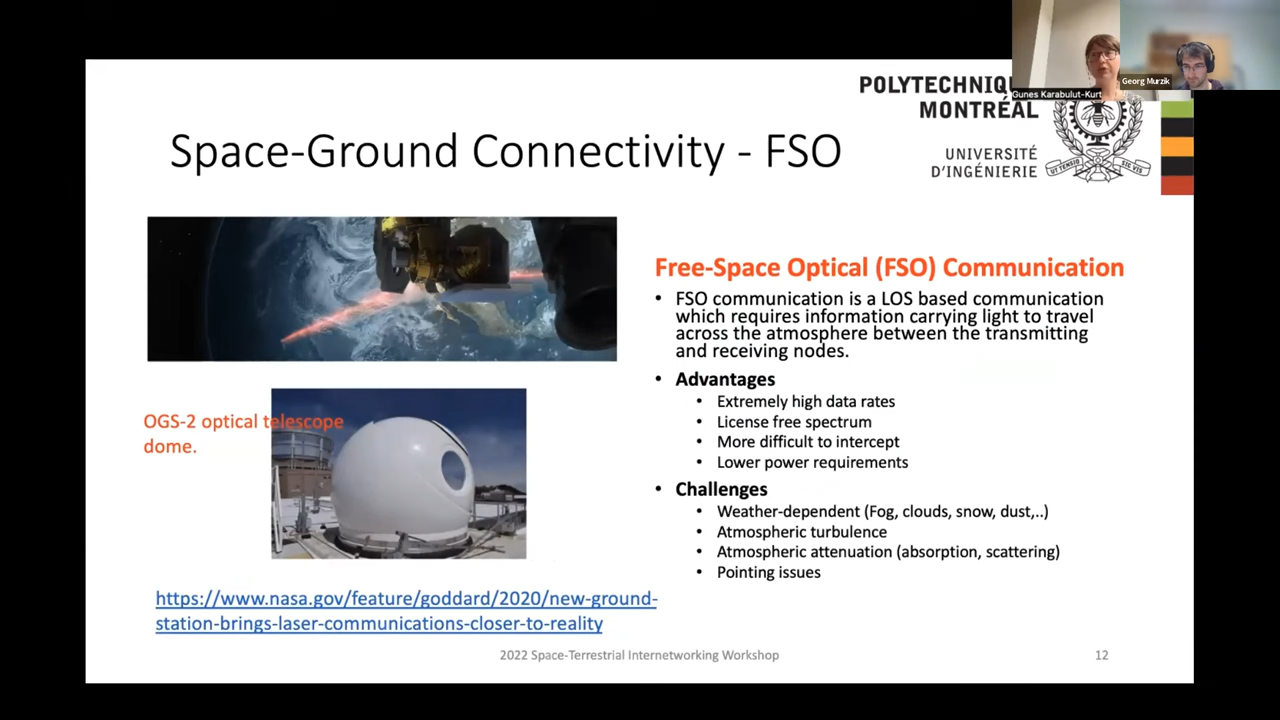 Gunes Karabulut-Kurt
Georg Murzik
POLYTECHNIQ
MONTRÉAL
UNIVERSITÉ
D'INGÉNIERIE
UT TENSIO SIC VIS
Space-Ground Connectivity - FSO
OGS-2 optical telescope
dome.
https://www.nasa.gov/feature/goddard/2020/new-ground-
station-brings-laser-communications-closer-to-reality
Free-Space Optical (FSO) Communication
• FSO communication is a LOS based communication
which requires information carrying light to travel
across the atmosphere between the transmitting
and receiving nodes.
• Advantages
• Extremely high data rates
• License free spectrum
• More difficult to intercept
• Lower power requirements
• Challenges
• Weather-dependent (Fog, clouds, snow, dust,..)
• Atmospheric turbulence
• Atmospheric attenuation (absorption, scattering)
• Pointing issues
2022 Space-Terrestrial Internetworking Workshop
12